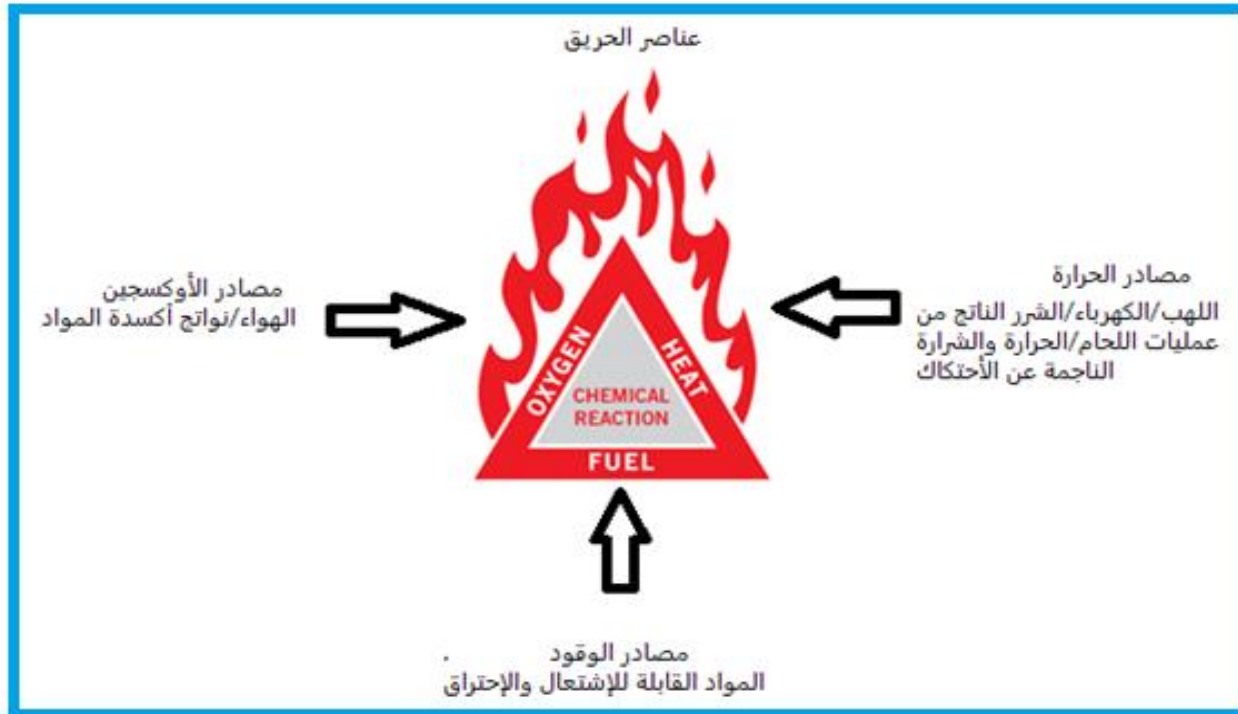 عناصر الحريق
مصادر الأوكسجين
الهواء/نواتج أكسدة المواد
مصادر الحرارة
اللهب/الكهرباء/الشرر الناتج من
عمليات اللحام/الحرارة والشرارة
الناجمة عن الأحتكاك
OXYGEN
HEAT
CHEMICAL
REACTION
FUEL
مصادر الوقود .
المواد القابلة للإشتعال والإحتراق